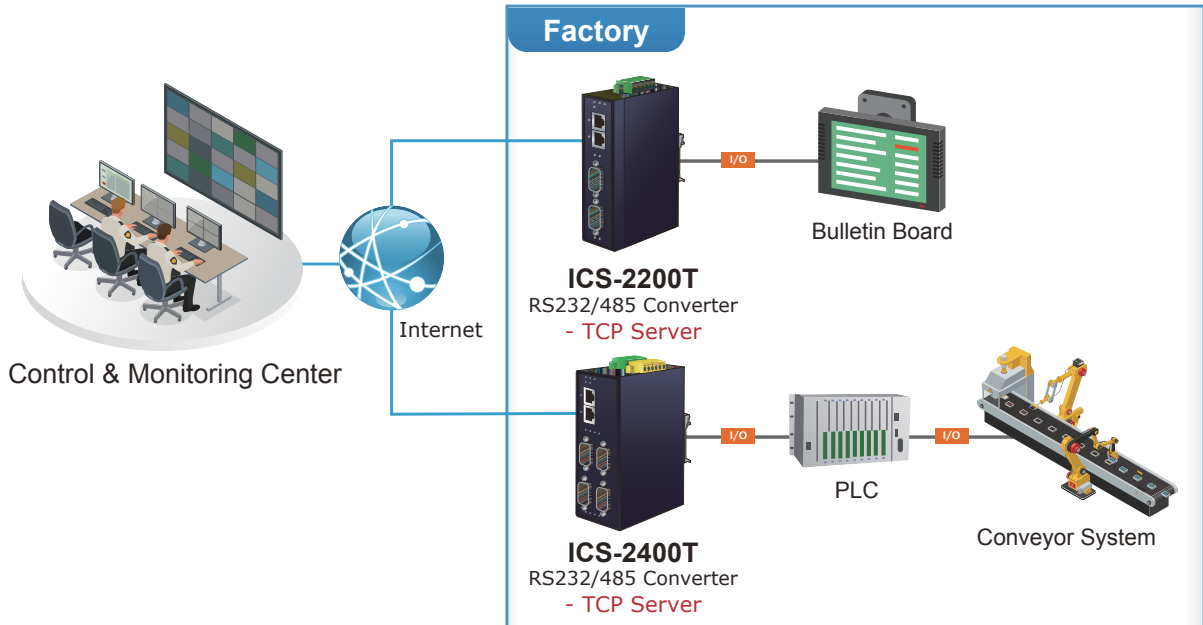 Factory
I/O
Bulletin Board
ICS-2200T
RS232/485 Converter
- TCP Server
Internet
Control & Monitoring Center
I/O
I/O
PLC
Conveyor System
ICS-2400T
RS232/485 Converter
- TCP Server